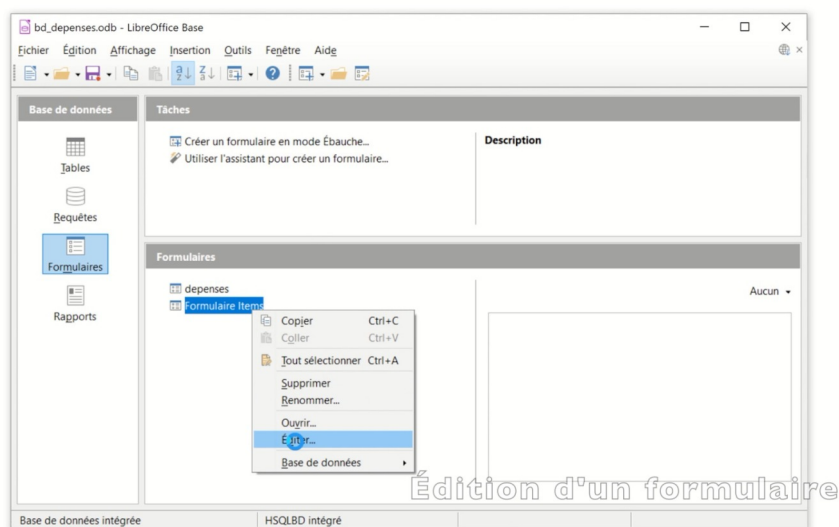 bd_depenses.odb - LibreOffice Base
Fichier Édition Affichage Insertion Outils Fenêtre Aide
Base de données
Tâches
Créer un formulaire en mode Ébauche...
Utiliser l'assistant pour créer un formulaire...
Description
Tables
Requêtes
Formulaires
Rapports
Formulaires
depenses
Formulaire Items
Aucun
Copier Ctrl+C
Coller Ctrl+V
Tout sélectionner Ctrl+A
Supprimer
Renommer...
Ouvrir...
Éditer...
Base de données
Édition d'un formulaire
Base de données intégrée HSQLBD intégré